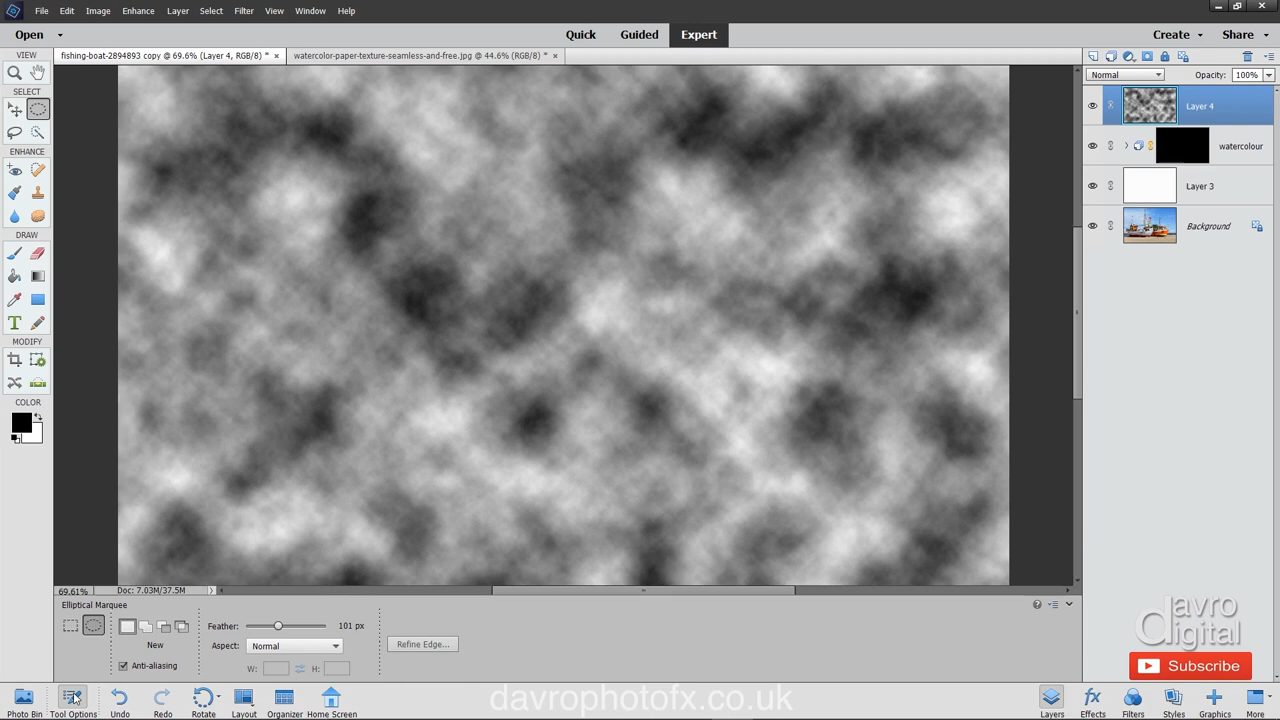 File Edit Image Enhance Layer Select Filter View Window Help
Open Quick Guided Expert Create Share
VIEW
fishing-boat-2894893 copy @ 69.6% (Layer 4, RGB/8) * ×
watercolor-paper-texture-seamless-and-free.jpg @ 44.6% (RGB/8) * ×
Normal Opacity: 100%
SELECT
Layer 4
watercolour
ENHANCE
Layer 3
Background
DRAW
T
MODIFY
COLOR
69.61% Doc: 7.03M/37.5M
Elliptical Marquee
Feather: 101 px
New
Aspect: Normal
Refine Edge...
Anti-aliasing
W: H:
davro
digital
Subscribe
Photo Bin Tool Options Undo Redo Rotate Layout Organizer Home Screen
davrophotofx.co.uk
Layers Effects Filters Styles Graphics More